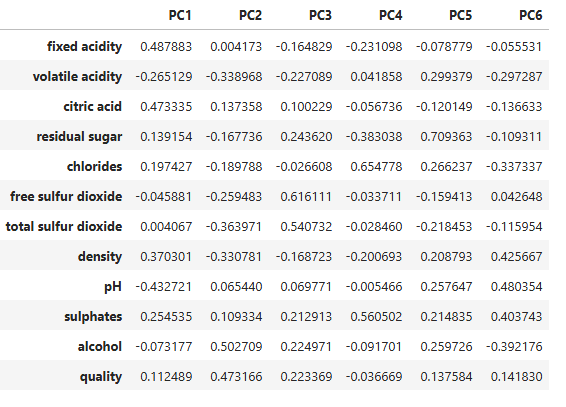 PC1 PC2 PC3 PC4 PC5 PC6
fixed acidity 0.487883 0.004173 -0.164829 -0.231098 -0.078779 -0.055531
volatile acidity -0.265129 -0.338968 -0.227089 0.041858 0.299379 -0.297287
citric acid 0.473335 0.137358 0.100229 -0.056736 -0.120149 -0.136633
residual sugar 0.139154 -0.167736 0.243620 -0.383038 0.709363 -0.109311
chlorides 0.197427 -0.189788 -0.026608 0.654778 0.266237 -0.337337
free sulfur dioxide -0.045881 -0.259483 0.616111 -0.033711 -0.159413 0.042648
total sulfur dioxide 0.004067 -0.363971 0.540732 -0.028460 -0.218453 -0.115954
density 0.370301 -0.330781 -0.168723 -0.200693 0.208793 0.425667
pH -0.432721 0.065440 0.069771 -0.005466 0.257647 0.480354
sulphates 0.254535 0.109334 0.212913 0.560502 0.214835 0.403743
alcohol -0.073177 0.502709 0.224971 -0.091701 0.259726 -0.392176
quality 0.112489 0.473166 0.223369 -0.036669 0.137584 0.141830